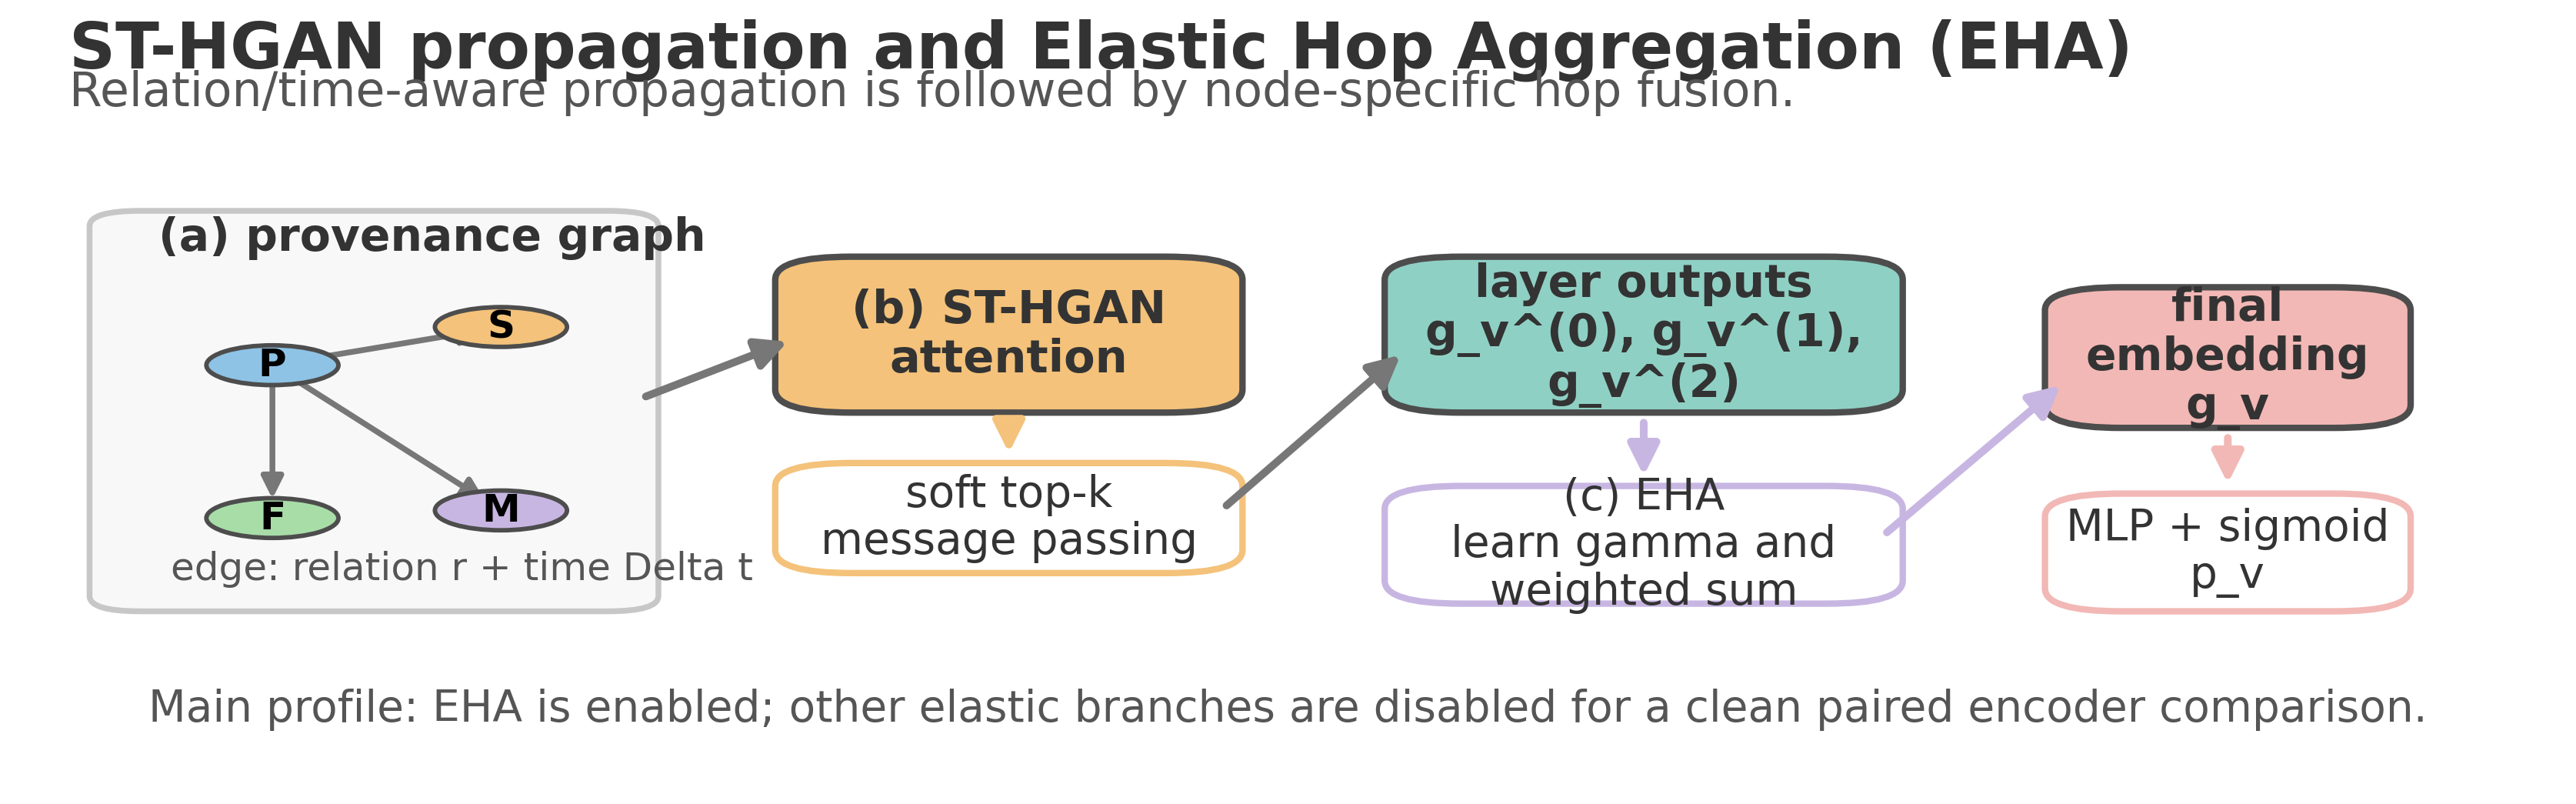 ST-HGAN propagation and Elastic Hop Aggregation (EHA)
Relation/time-aware propagation is followed by node-specific hop fusion.
(a) provenance graph
S
P
F
M
edge: relation r + time Delta t
(b) ST-HGAN
attention
soft top-k
message passing
layer outputs
g_v^(0), g_v^(1),
g_v^(2)
(c) EHA
learn gamma and
weighted sum
final
embedding
g_v
MLP + sigmoid
p_v
Main profile: EHA is enabled; other elastic branches are disabled for a clean paired encoder comparison.